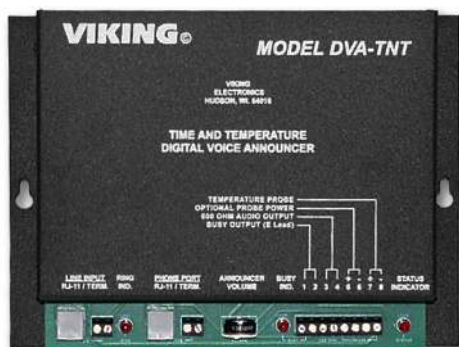 VIKING©
MODEL DVA-TNT
VIKING
ELECTRONICS
HUDSON, WI. 54016
TIME AND TEMPERATURE
DIGITAL VOICE ANNOUNCER
TEMPERATURE PROBE
OPTIONAL PROBE POWER
600 OHM AUDIO OUTPUT
BUSY OUTPUT (E Lead)
+ - + -
LINE INPUT RING PHONE PORT ANNOUNCER BUSY 1 2 3 4 5 6 7 8 STATUS
RJ-11 / TERM. IND. RJ-11 / TERM. VOLUME IND. INDICATOR